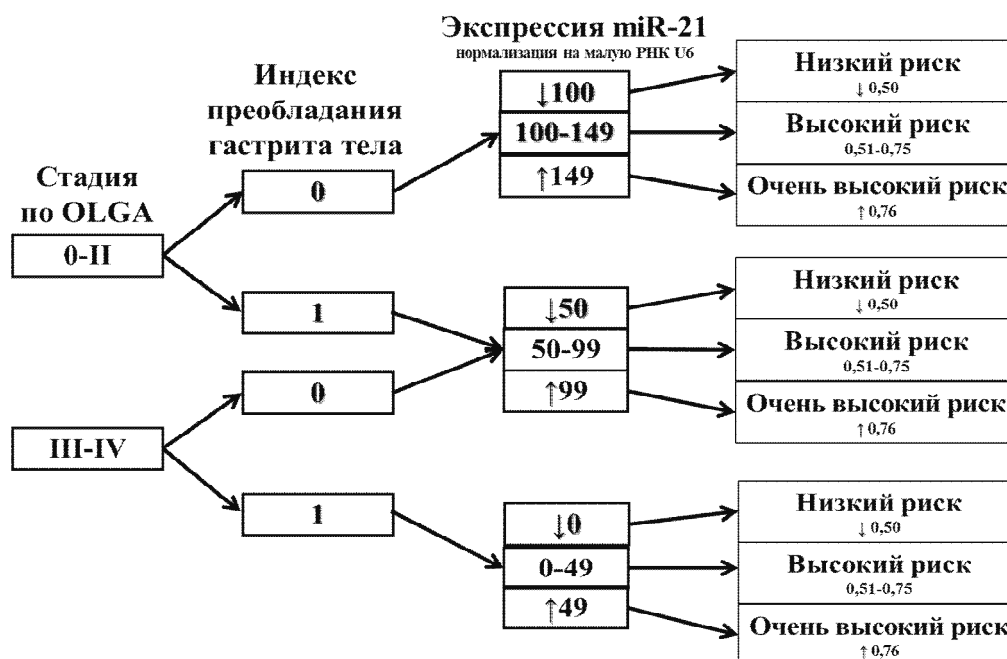 Экспрессия miR-21
нормализация на малую РНК U6
Индекс
преобладания
гастрита тела
Стадия
по OLGA
0-II
III-IV
0
1
0
1
↓100
100-149
↑149
↓50
50-99
↑99
↓0
0-49
↑49
Низкий риск
↓ 0,50
Высокий риск
0,51-0,75
Очень высокий риск
↑ 0,76
Низкий риск
↓ 0,50
Высокий риск
0,51-0,75
Очень высокий риск
↑ 0,76
Низкий риск
↓ 0,50
Высокий риск
0,51-0,75
Очень высокий риск
↑ 0,76